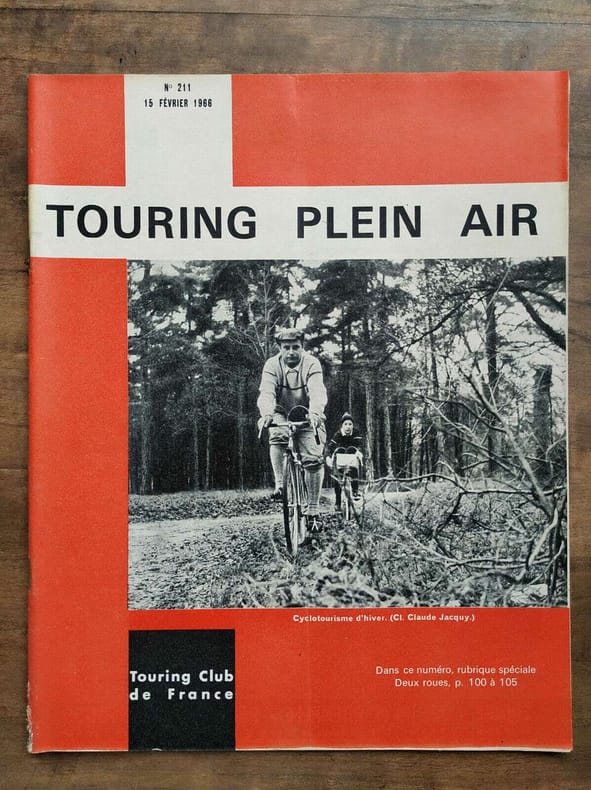 N° 211
15 FÉVRIER 1966
TOURING PLEIN AIR
Cyclotourisme d'hiver. (Cl. Claude Jacquy.)
Touring Club
de France
Dans ce numéro, rubrique spéciale
Deux roues, p. 100 à 105